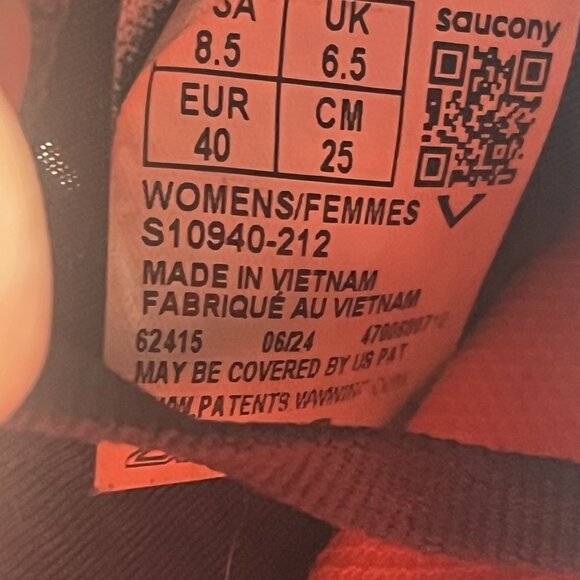 saucony
SA UK
8.5 6.5
EUR CM
40 25
WOMENS/FEMMES
S10940-212
MADE IN VIETNAM
FABRIQUÉ AU VIETNAM
62415 06/24
MAY BE COVERED BY US PAT
PATENTS